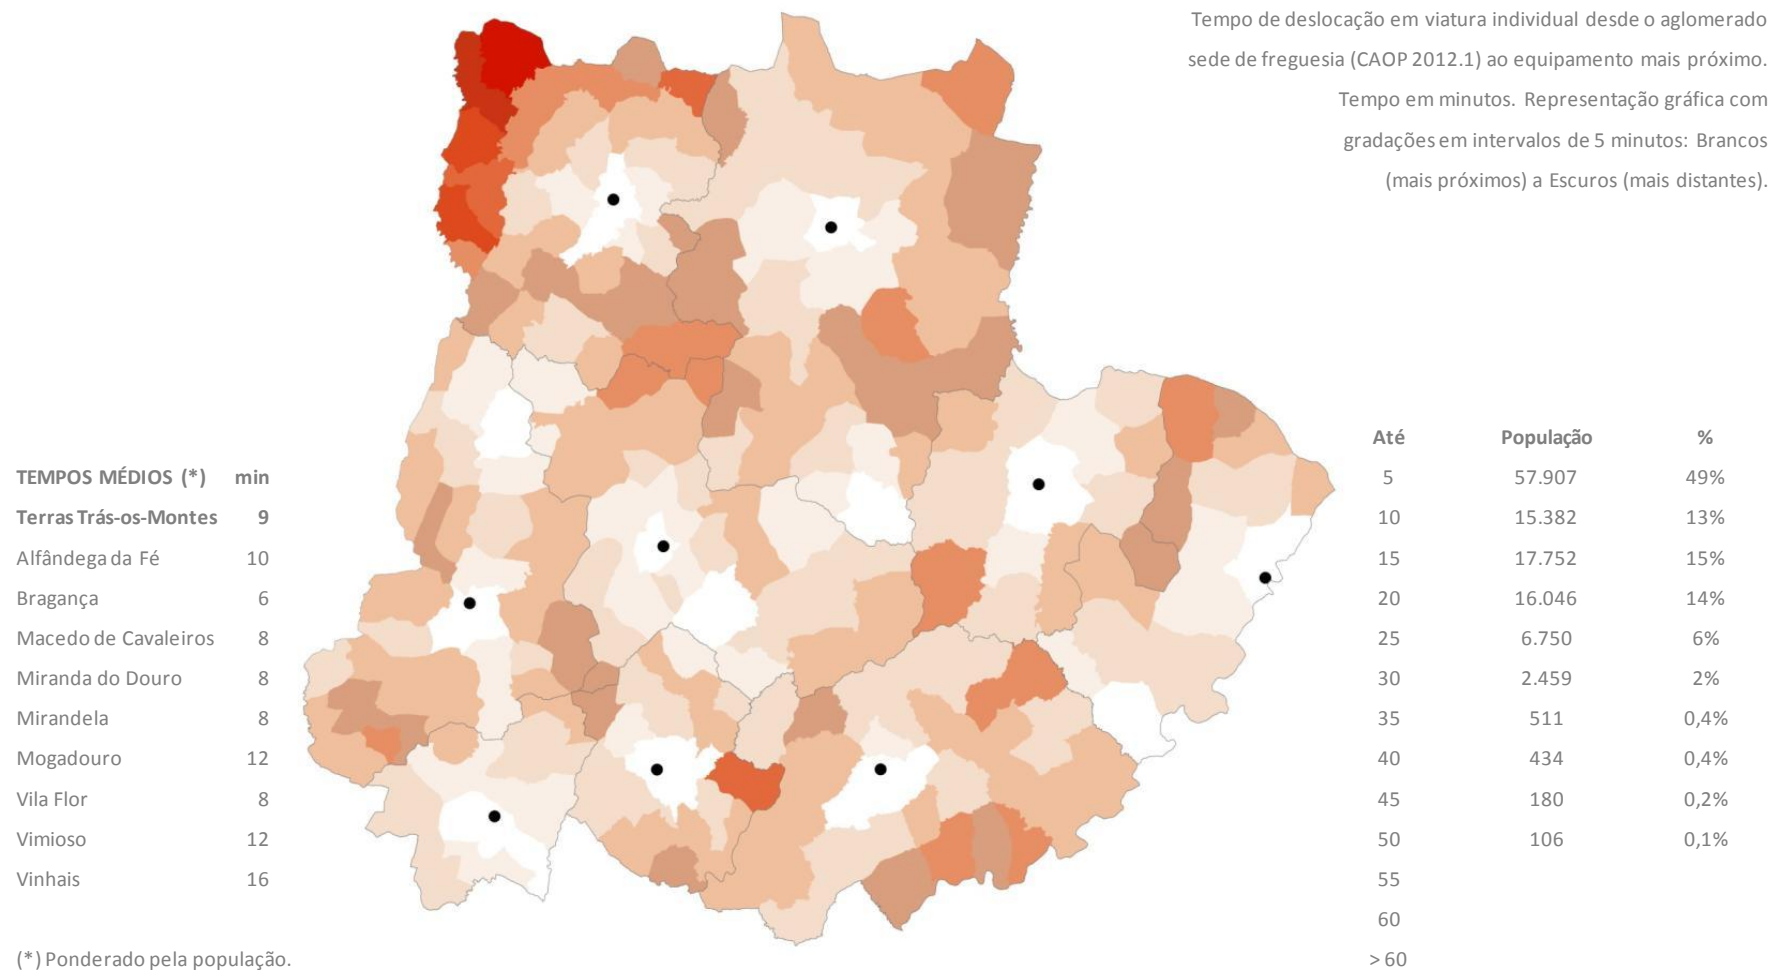 Tempo de deslocação em viatura individual desde o aglomerado
sede de freguesia (CAOP 2012.1) ao equipamento mais próximo.
Tempo em minutos. Representação gráfica com
gradações em intervalos de 5 minutos: Brancos
(mais próximos) a Escuros (mais distantes).
TEMPOS MÉDIOS (*) min
Terras Trás-os-Montes 9
Alfândega da Fé 10
Bragança 6
Macedo de Cavaleiros 8
Miranda do Douro 8
Mirandela 8
Mogadouro 12
Vila Flor 8
Vimioso 12
Vinhais 16
(*) Ponderado pela população.
Até População %
5 57.907 49%
10 15.382 13%
15 17.752 15%
20 16.046 14%
25 6.750 6%
30 2.459 2%
35 511 0,4%
40 434 0,4%
45 180 0,2%
50 106 0,1%
55
60
> 60